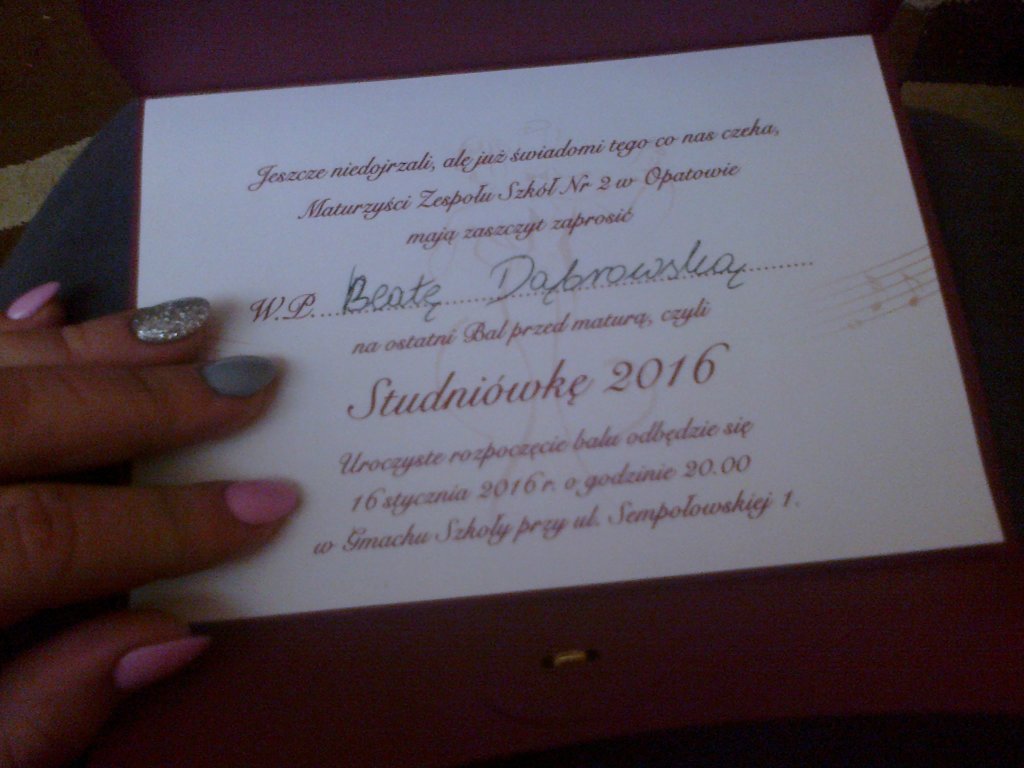 Jeszcze niedojrzali, ale już świadomi tego co nas czeka,
Maturzyści Zespołu Szkół Nr 2 w Opatowie
mają zaszczyt zaprosić
W.P. Beatę Dąbrowską
na ostatni Bal przed maturą, czyli
Studniówkę 2016
Uroczyste rozpoczęcie balu odbędzie się
16 stycznia 2016 r. o godzinie 20.00
w Gmachu Szkoły przy ul. Sempołowskiej 1.